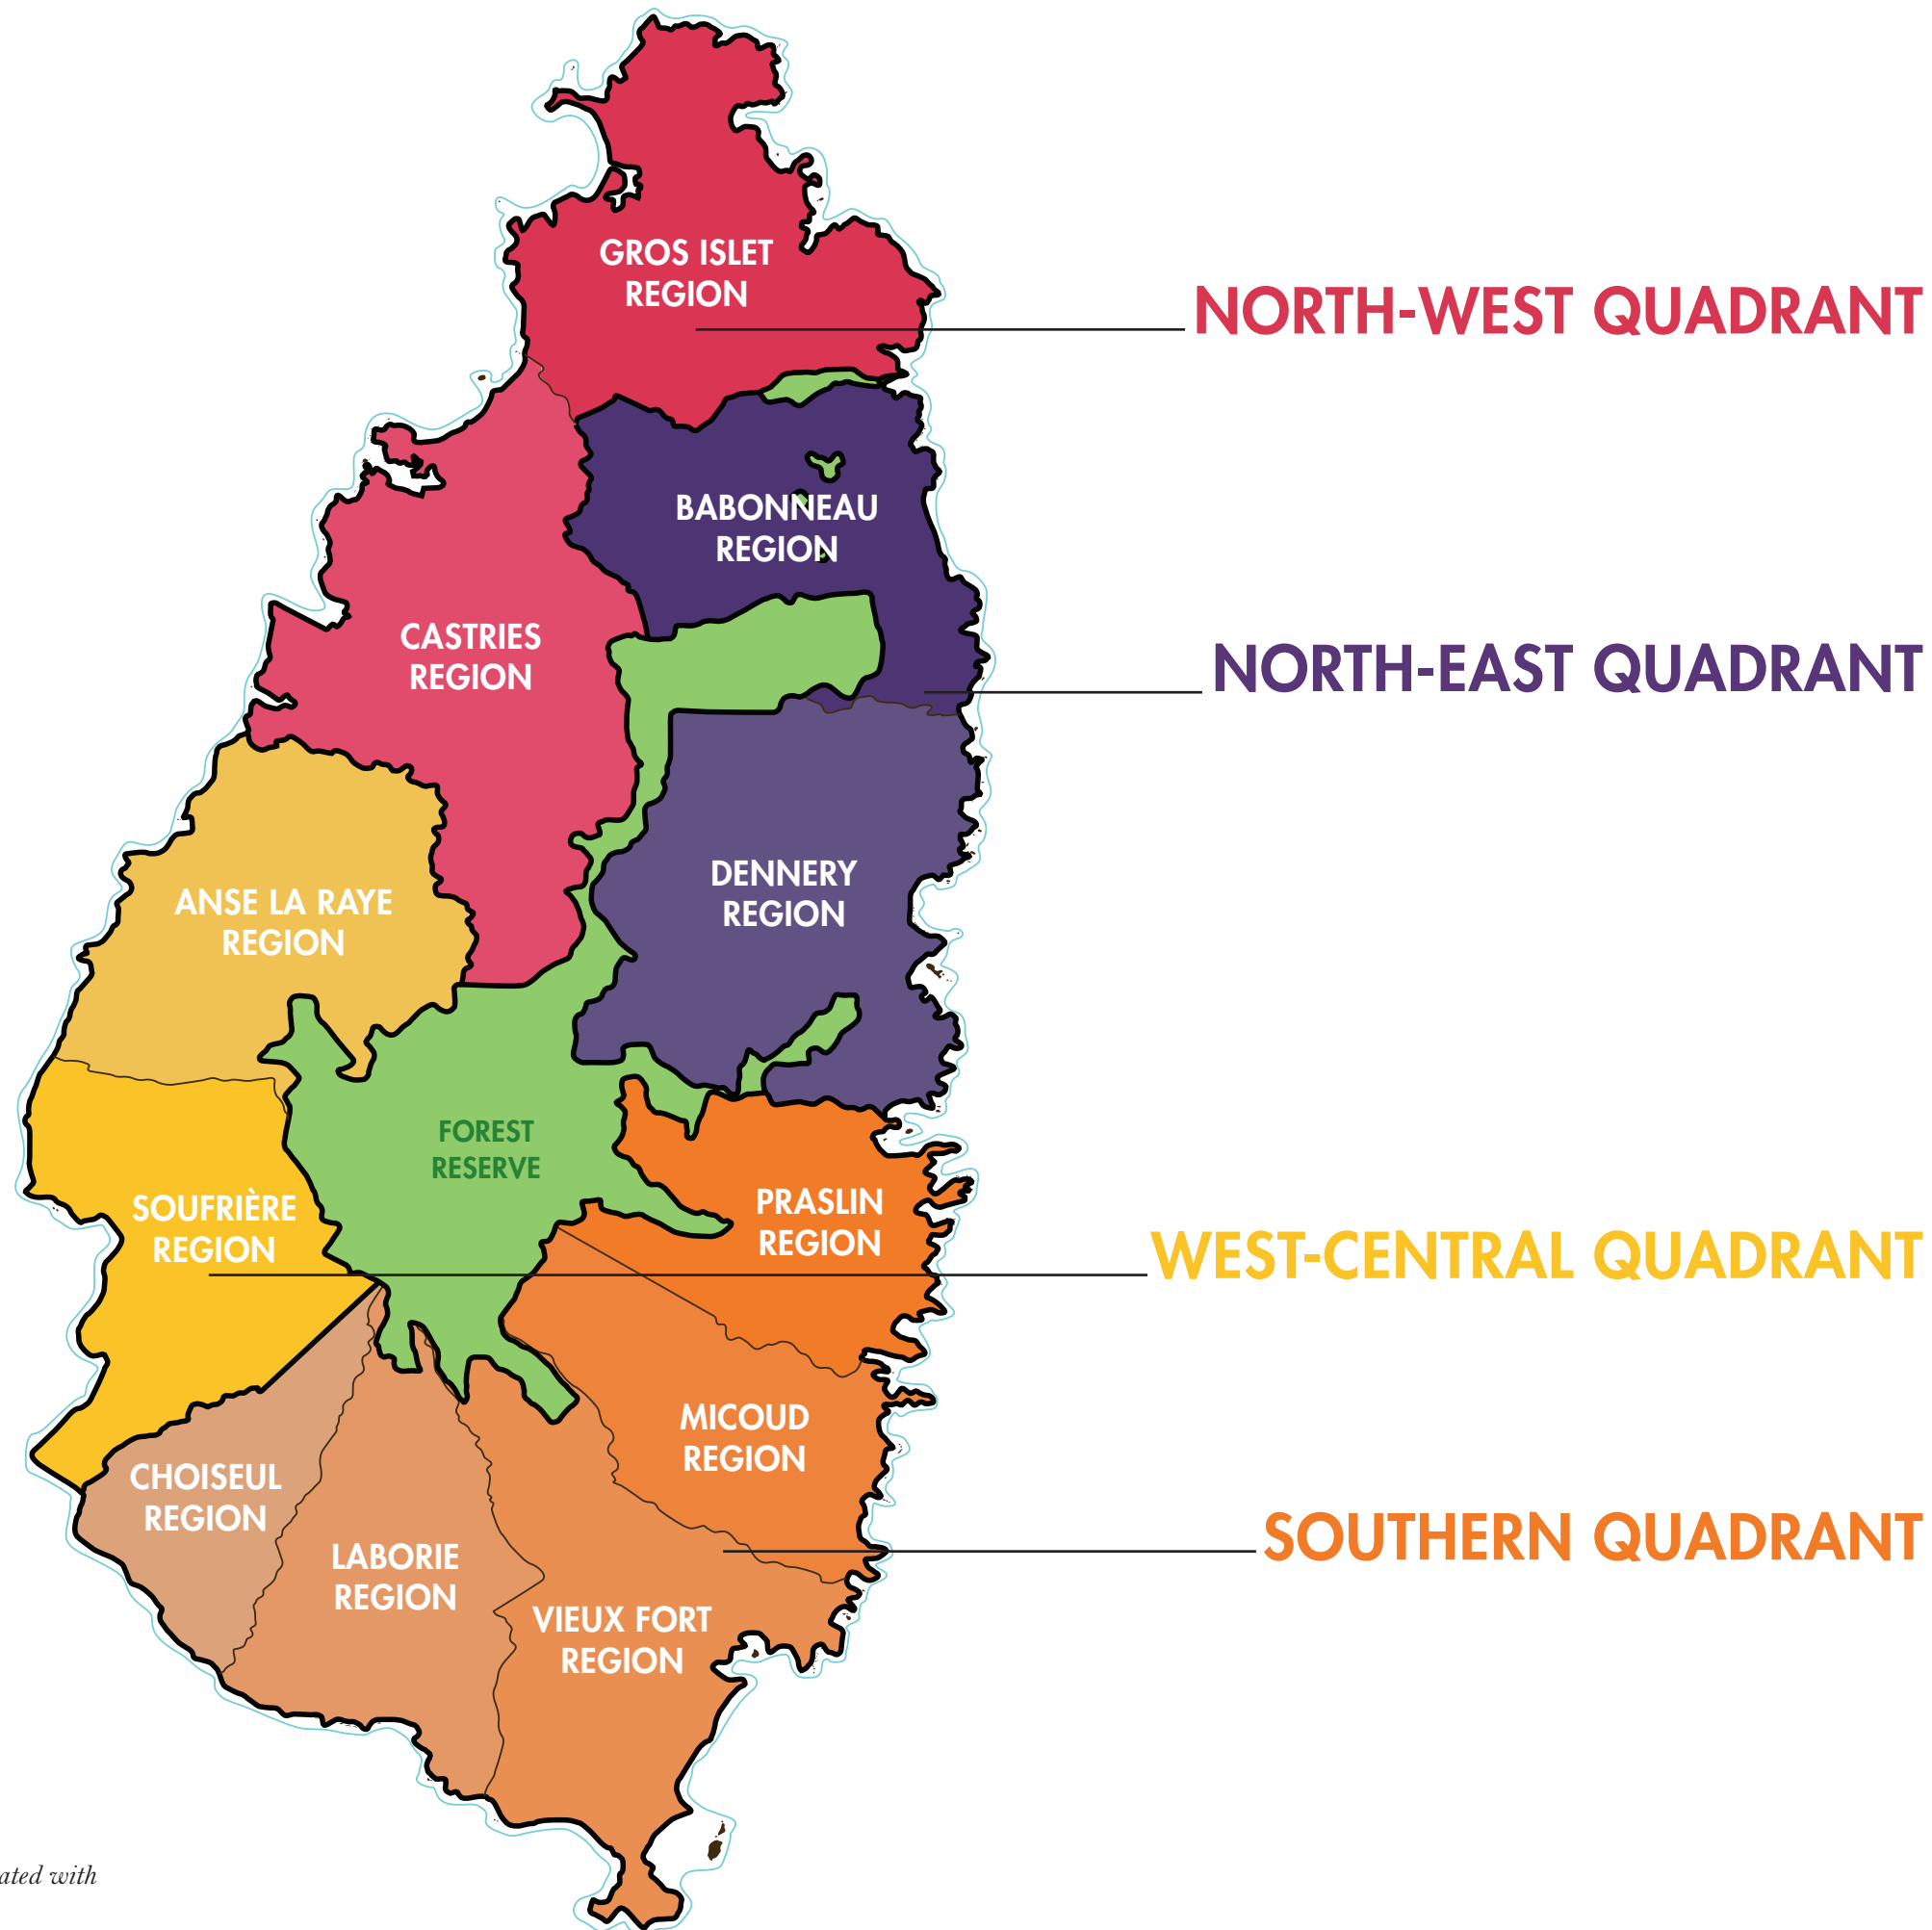 GROS ISLET
REGION
NORTH-WEST QUADRANT
BABONNEAU
REGION
CASTRIES
REGION
NORTH-EAST QUADRANT
DENNERY
REGION
ANSE LA RAYE
REGION
FOREST
RESERVE
SOUFRIÈRE
REGION
PRASLIN
REGION
WEST-CENTRAL QUADRANT
MICOUD
REGION
CHOISEUL
REGION
SOUTHERN QUADRANT
LABORIE
REGION
VIEUX FORT
REGION
ated with